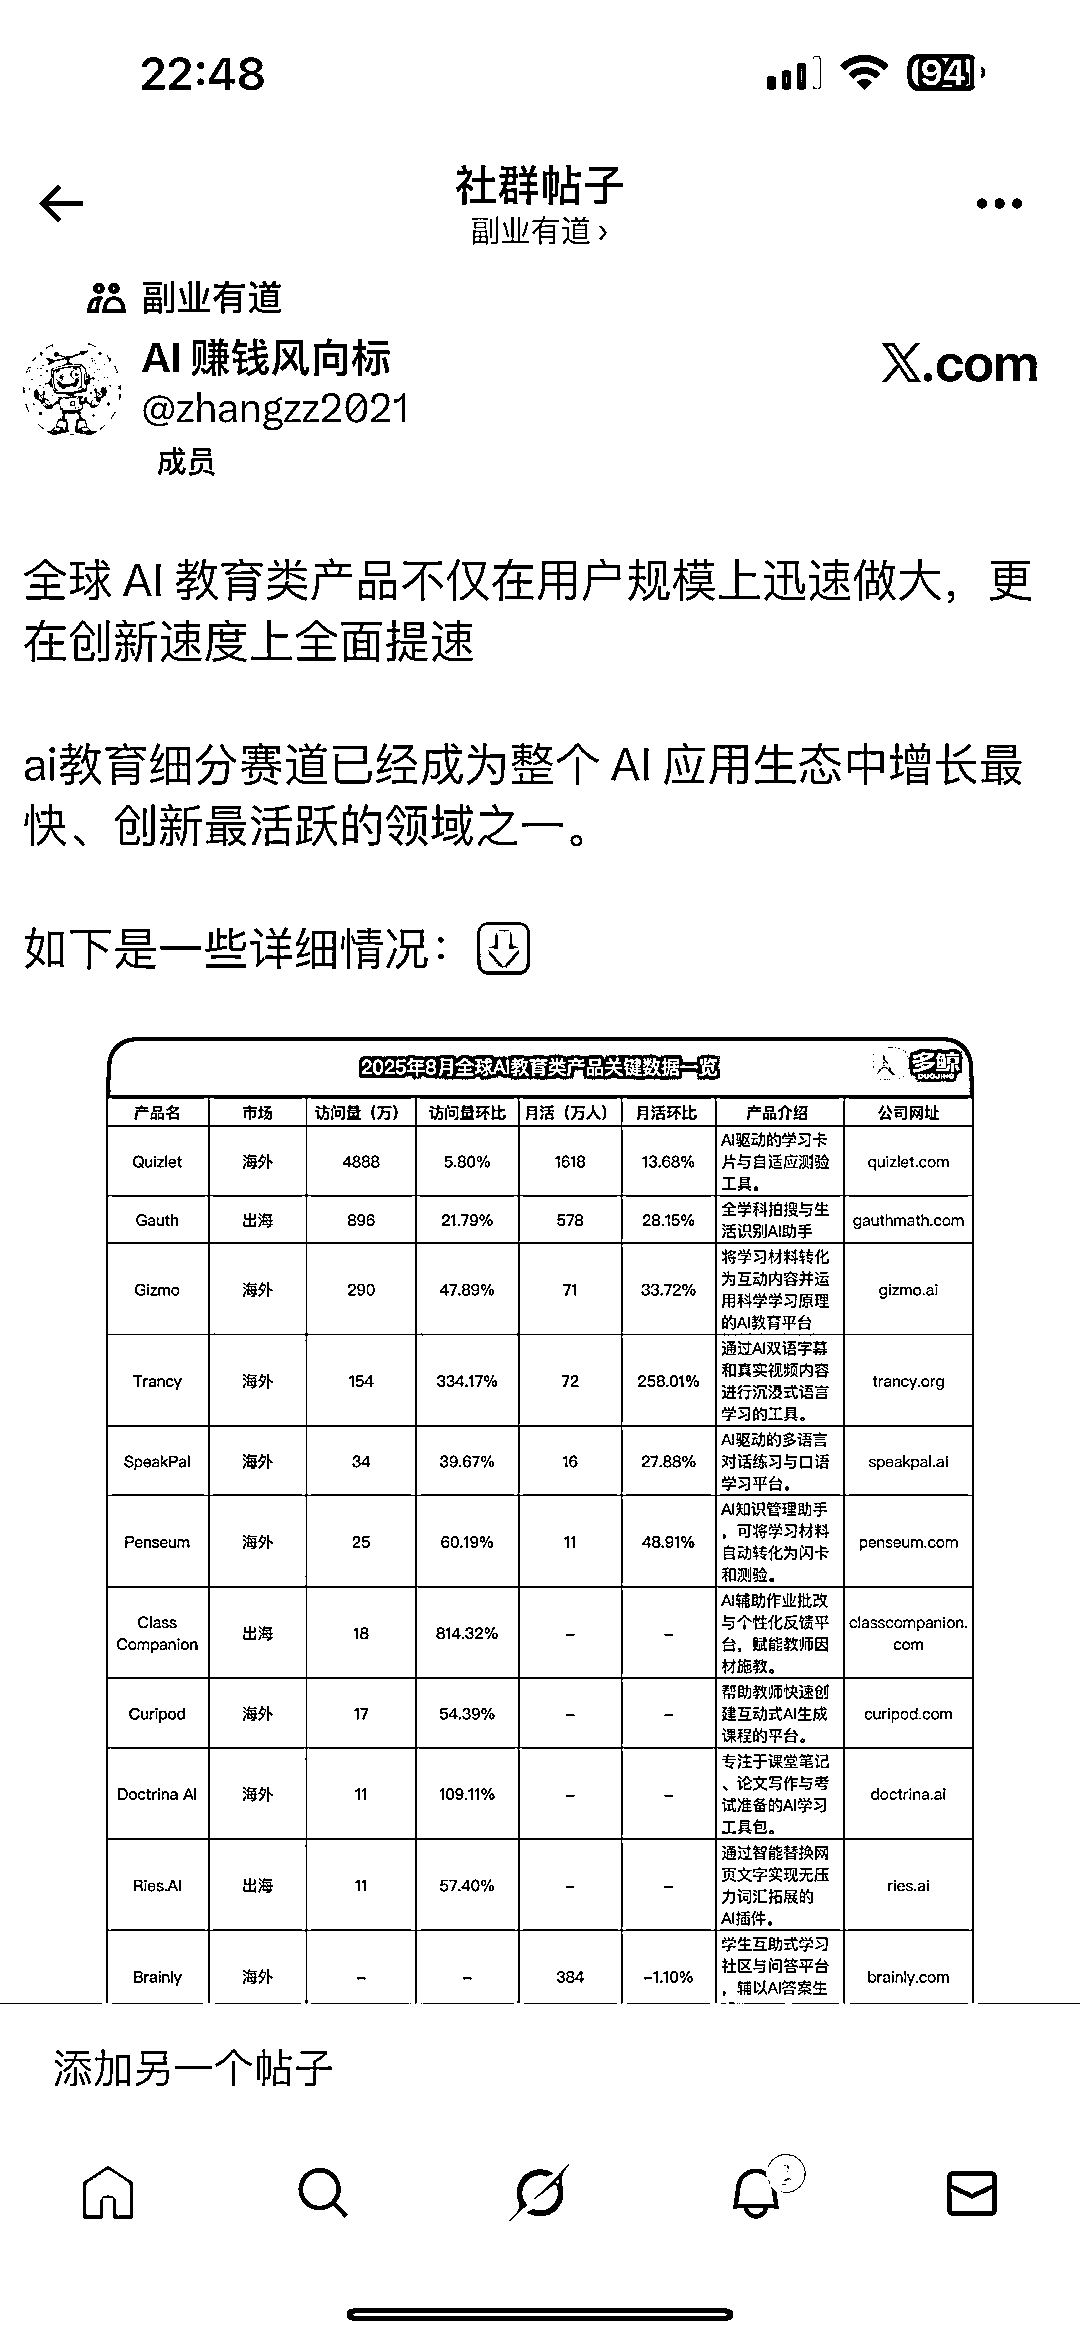 22:48
94
社群帖子
副业有道 ›
副业有道
AI 赚钱风向标
@zhangzz2021
成员
X.com
全球 AI 教育类产品不仅在用户规模上迅速做大，更
在创新速度上全面提速
ai教育细分赛道已经成为整个 AI 应用生态中增长最
快、创新最活跃的领域之一。
如下是一些详细情况：
2025年8月全球AI教育类产品关键数据一览
多鲸
DUOJING
产品名 市场 访问量（万） 访问量环比 月活（万人） 月活环比 产品介绍 公司网址
Quizlet 海外 4888 5.80% 1618 13.68% AI驱动的学习卡
片与自适应测验
工具。 quizlet.com
Gauth 出海 896 21.79% 578 28.15% 全学科拍搜与生
活识别AI助手 gauthmath.com
Gizmo 海外 290 47.89% 71 33.72% 将学习材料转化
为互动内容并运
用科学学习原理
的AI教育平台 gizmo.ai
Trancy 海外 154 334.17% 72 258.01% 通过AI双语字幕
和真实视频内容
进行沉浸式语言
学习的工具。 trancy.org
SpeakPal 海外 34 39.67% 16 27.88% AI驱动的多语言
对话练习与口语
学习平台。 speakpal.ai
Penseum 海外 25 60.19% 11 48.91% AI知识管理助手
，可将学习材料
自动转化为闪卡
和测验。 penseum.com
Class
Companion 出海 18 814.32% – – AI辅助作业批改
与个性化反馈平
台，赋能教师因
材施教。 classcompanion.
com
Curipod 海外 17 54.39% – – 帮助教师快速创
建互动式AI生成
课程的平台。 curipod.com
Doctrina AI 海外 11 109.11% – – 专注于课堂笔记
、论文写作与考
试准备的AI学习
工具包。 doctrina.ai
Ries.AI 出海 11 57.40% – – 通过智能替换网
页文字实现无压
力词汇拓展的
AI插件。 ries.ai
Brainly 海外 – – 384 -1.10% 学生互助式学习
社区与问答平台
，辅以AI答案生 brainly.com
添加另一个帖子